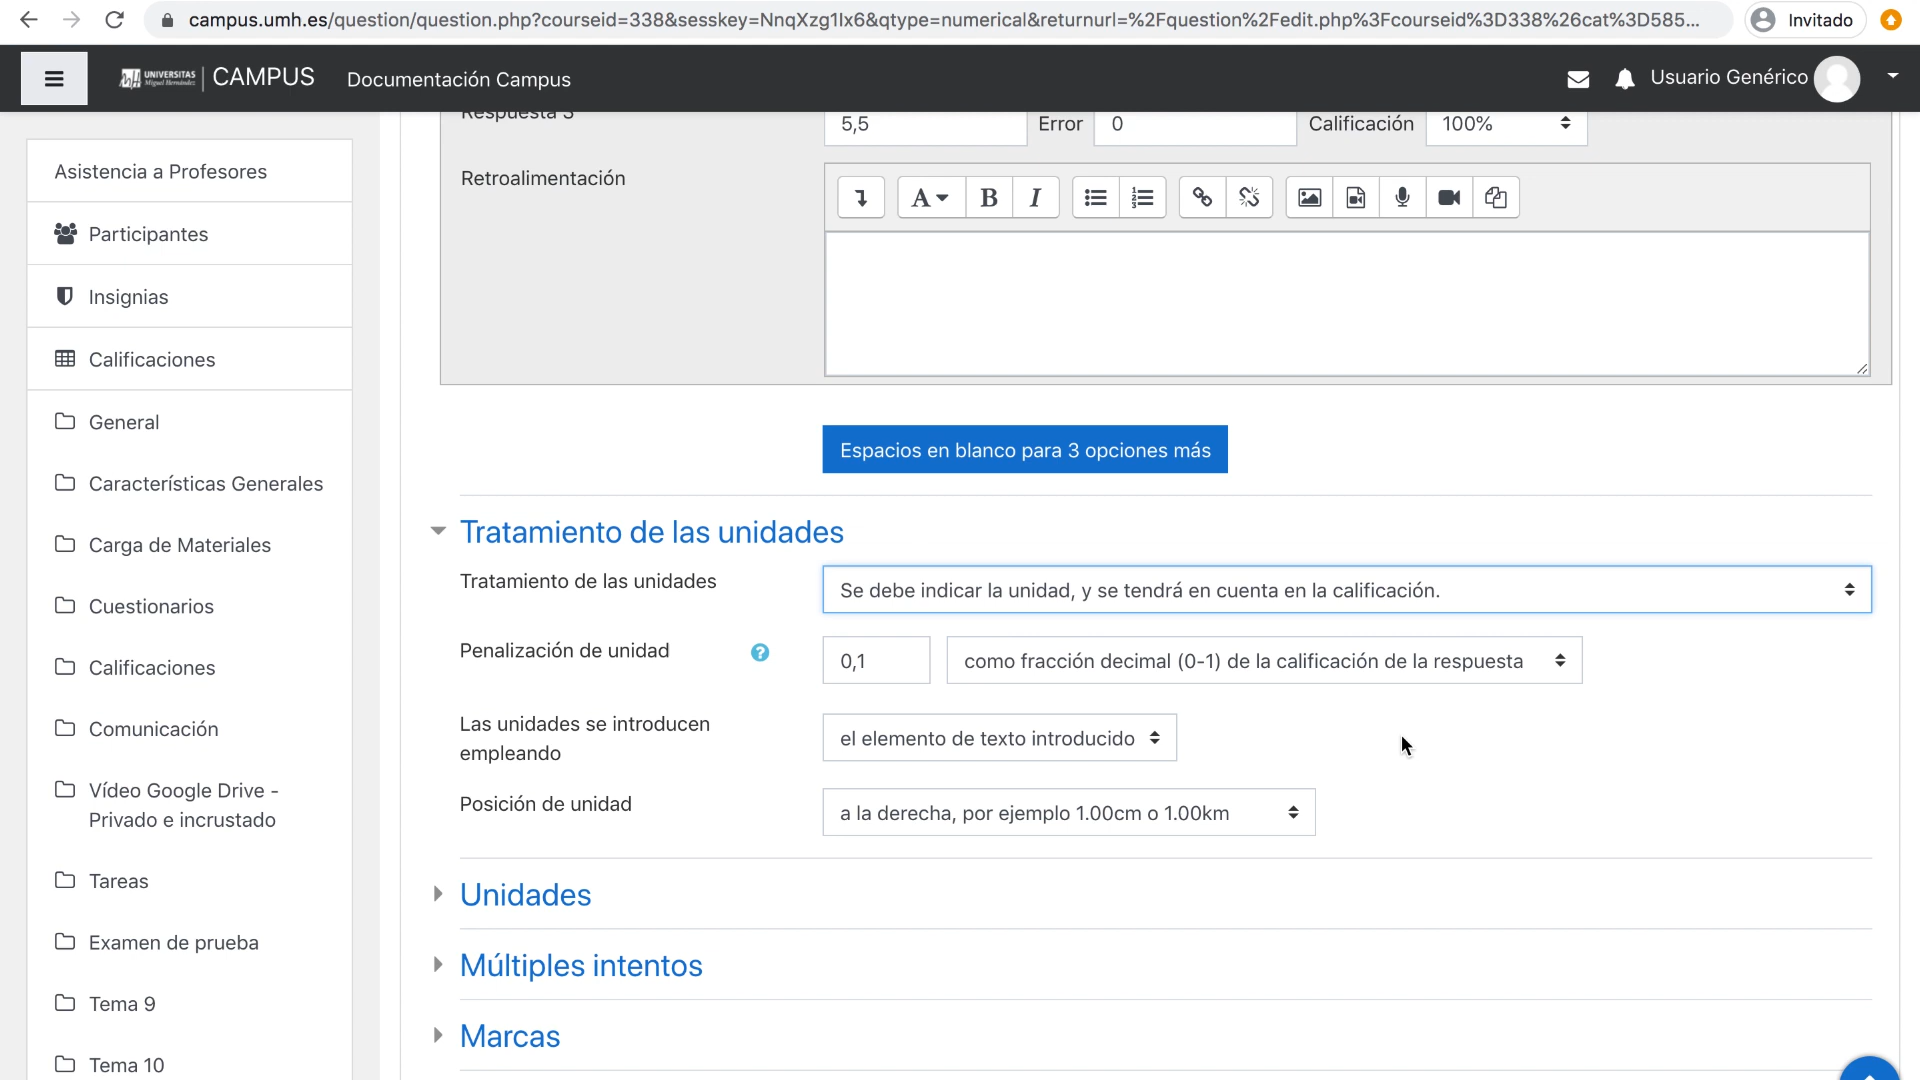 campus.umh.es/question/question.php?courseid=338&sesskey=NnqXzg1Ix6&qtype=numerical&returnurl=%2Fquestion%2Fedit.php%3Fcourseid%3D338%26cat%3D585...
Invitado
UNIVERSITAS
Miguel Hernández
CAMPUS
Documentación Campus
Usuario Genérico
Asistencia a Profesores
Participantes
Insignias
Calificaciones
General
Características Generales
Carga de Materiales
Cuestionarios
Calificaciones
Comunicación
Vídeo Google Drive -
Privado e incrustado
Tareas
Examen de prueba
Tema 9
Tema 10
Respuesta 3 5,5 Error 0 Calificación 100%
Retroalimentación
A B I
Espacios en blanco para 3 opciones más
Tratamiento de las unidades
Tratamiento de las unidades Se debe indicar la unidad, y se tendrá en cuenta en la calificación.
Penalización de unidad ? 0,1 como fracción decimal (0-1) de la calificación de la respuesta
Las unidades se introducen
empleando
el elemento de texto introducido
Posición de unidad a la derecha, por ejemplo 1.00cm o 1.00km
Unidades
Múltiples intentos
Marcas